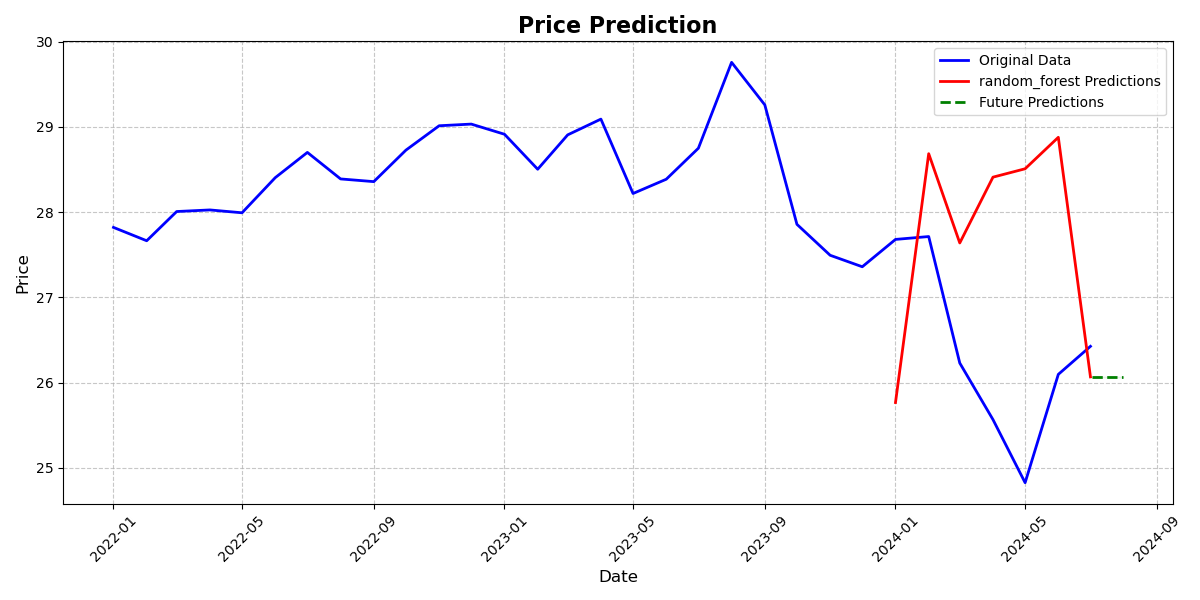 Price Prediction
Original Data
random_forest Predictions
Future Predictions
Price
30
29
28
27
26
25
2022-01
2022-05
2022-09
2023-01
2023-05
2023-09
2024-01
2024-05
2024-09
Date